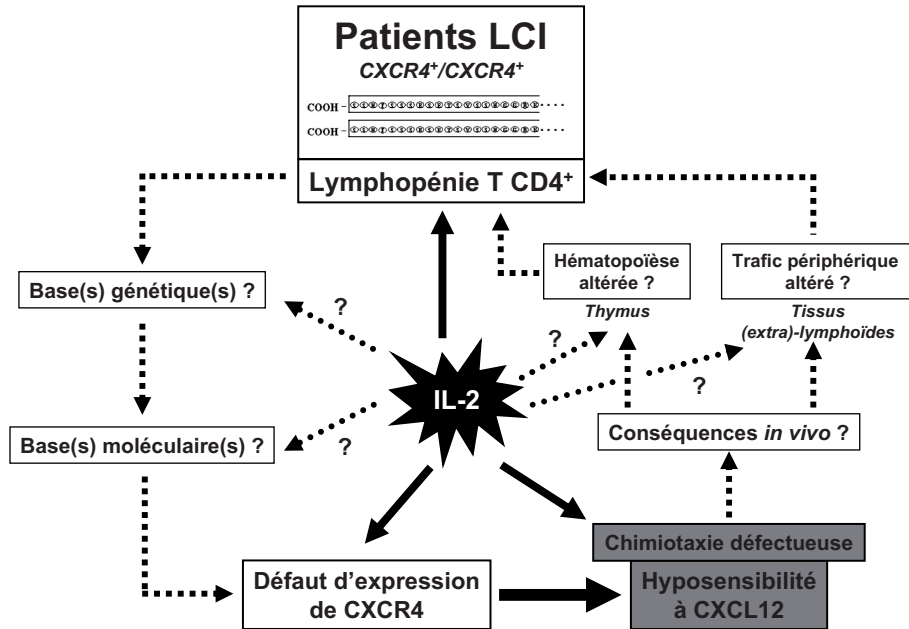 Patients LCI
CXCR4+/CXCR4+
COOH –
COOH –
Lymphopénie T CD4+
Hématopoïèse
altérée ?
Thymus
Trafic périphérique
altéré ?
Tissus
(extra)-lymphoïdes
Base(s) génétique(s) ?
?
?
?
?
IL-2
Base(s) moléculaire(s) ?
Conséquences in vivo ?
Chimiotaxie défectueuse
Hyposensibilité
à CXCL12
Défaut d’expression
de CXCR4